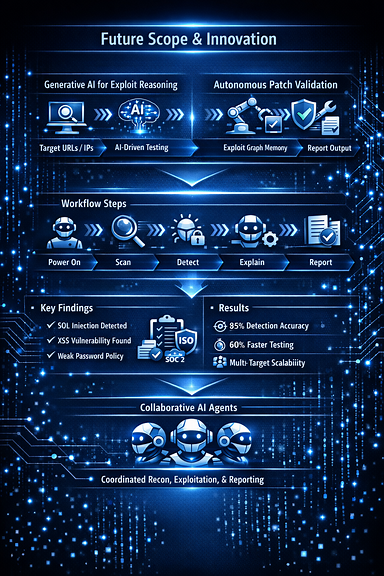 Future Scope & Innovation
Generative AI for Exploit Reasoning
Autonomous Patch Validation
AI
Target URLs / IPs
AI-Driven Testing
Exploit Graph Memory
Report Output
Workflow Steps
Power On
Scan
Detect
Explain
Report
Key Findings
SQL Injection Deterted
XSS Vulnerability Found
Weak Password Policy
ISO
SOC 2
Results
85% Detection Accuracy
60% Faster Testing
Multi-Target Scalability
Collaborative AI Agents
Coordinated Recon, Exploitation, & Reporting